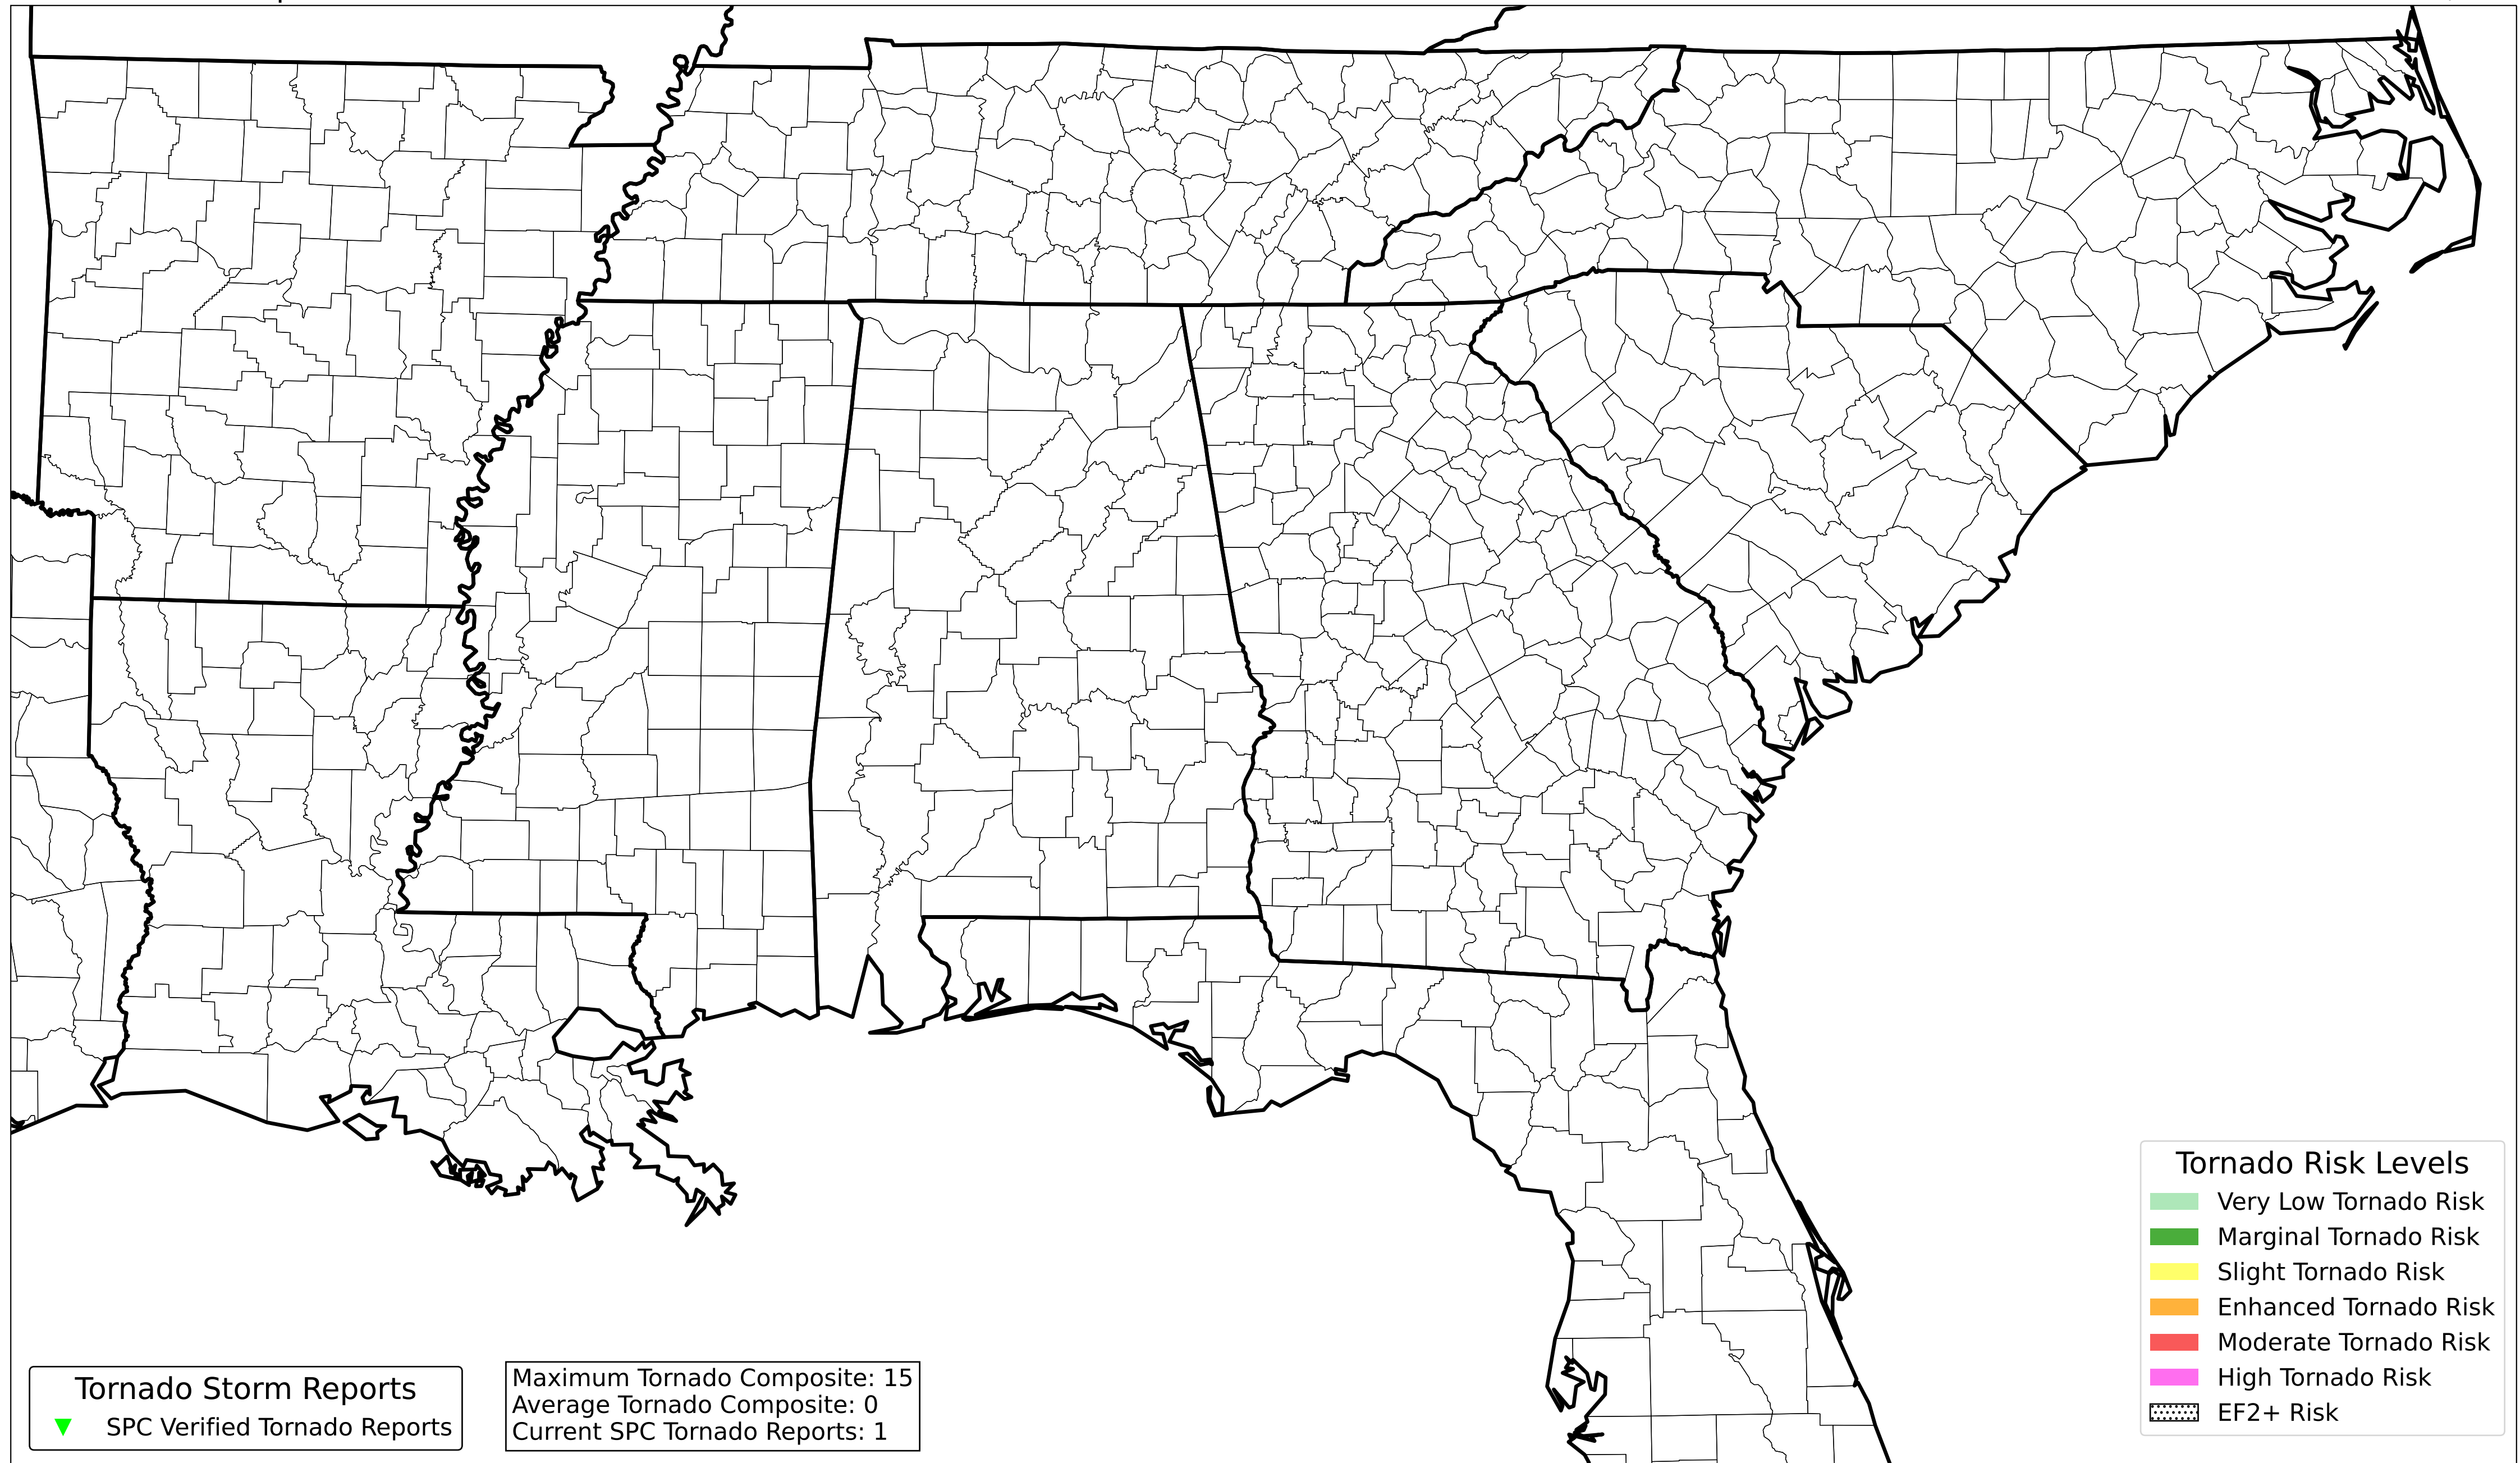 Tornado Risk Levels
Very Low Tornado Risk
Marginal Tornado Risk
Slight Tornado Risk
Enhanced Tornado Risk
Moderate Tornado Risk
High Tornado Risk
EF2+ Risk
Tornado Storm Reports
SPC Verified Tornado Reports
Maximum Tornado Composite: 15
Average Tornado Composite: 0
Current SPC Tornado Reports: 1